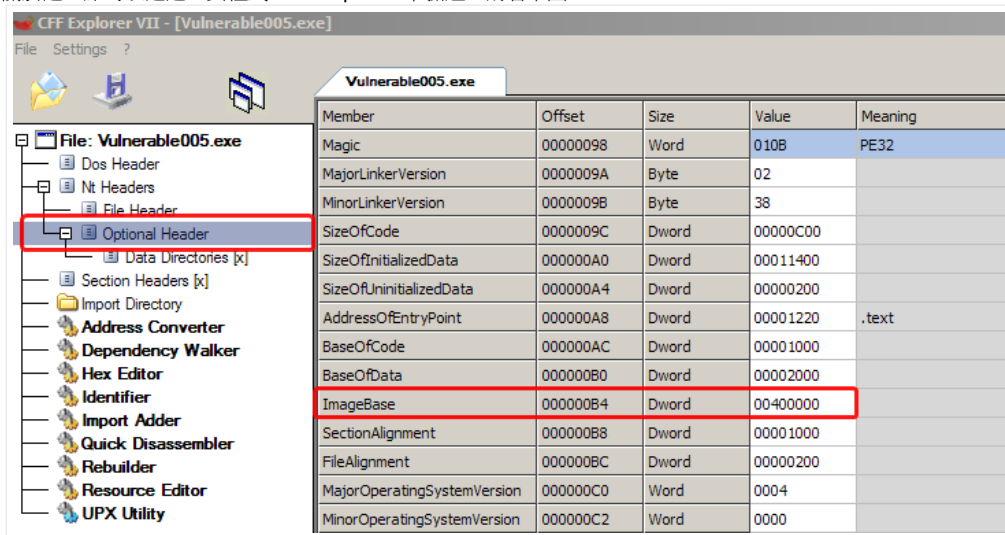 CFF Explorer VII - [Vulnerable005.exe]
File Settings ?
Vulnerable005.exe
File: Vulnerable005.exe
Dos Header
Nt Headers
File Header
Optional Header
Data Directories [x]
Section Headers [x]
Import Directory
Address Converter
Dependency Walker
Hex Editor
Identifier
Import Adder
Quick Disassembler
Rebuilder
Resource Editor
UPX Utility
Member Offset Size Value Meaning
Magic 00000098 Word 010B PE32
MajorLinkerVersion 0000009A Byte 02
MinorLinkerVersion 0000009B Byte 38
SizeOfCode 0000009C Dword 00000C00
SizeOfInitializedData 000000A0 Dword 00011400
SizeOfUninitializedData 000000A4 Dword 00000200
AddressOfEntryPoint 000000A8 Dword 00001220 .text
BaseOfCode 000000AC Dword 00001000
BaseOfData 000000B0 Dword 00002000
ImageBase 000000B4 Dword 00400000
SectionAlignment 000000B8 Dword 00001000
FileAlignment 000000BC Dword 00000200
MajorOperatingSystemVersion 000000C0 Word 0004
MinorOperatingSystemVersion 000000C2 Word 0000